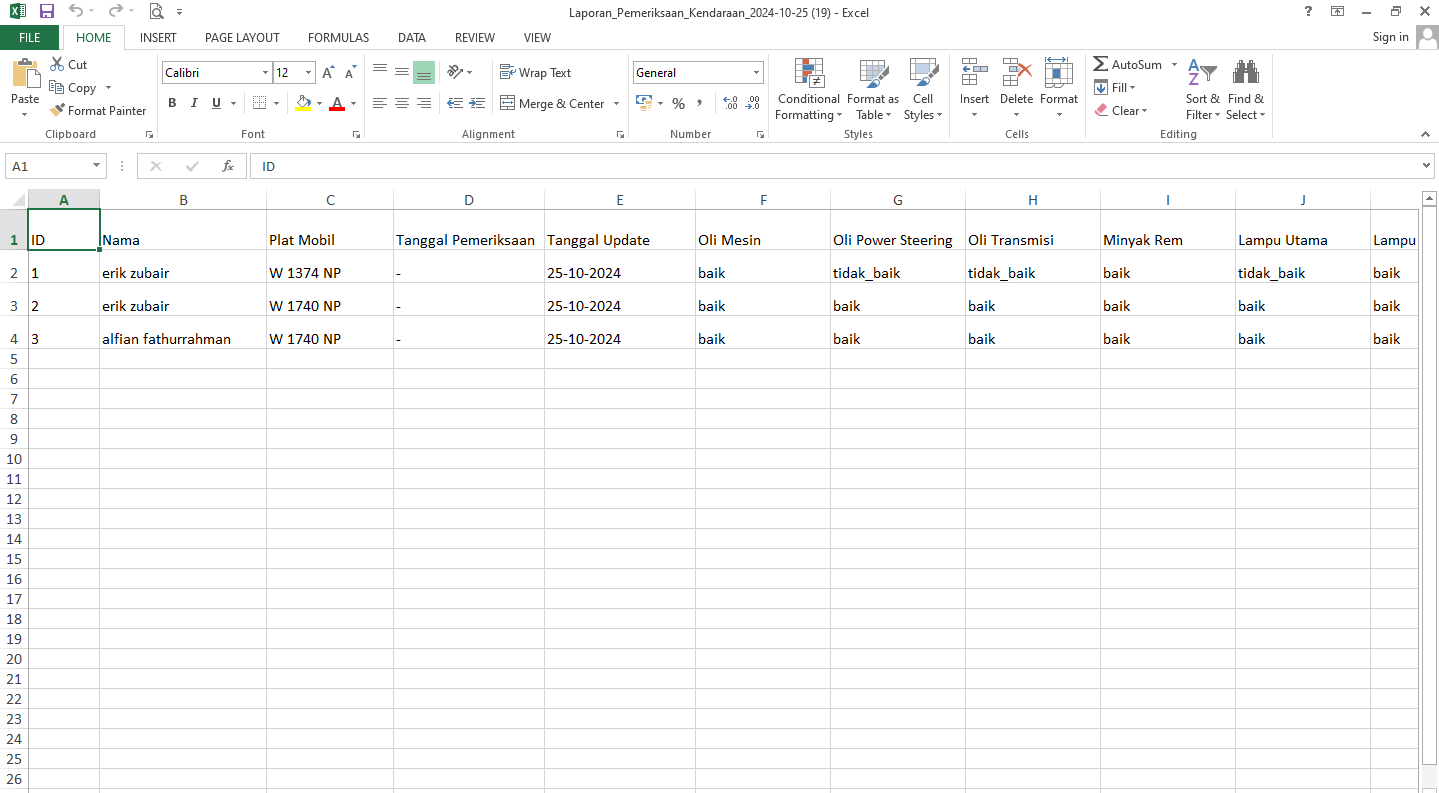 Laporan_Pemeriksaan_Kendaraan_2024-10-25 (19) - Excel
?
FILE HOME INSERT PAGE LAYOUT FORMULAS DATA REVIEW VIEW Sign in
Paste
Cut
Copy
Format Painter
Clipboard
Calibri 12 A A
B I U A
Font
Wrap Text
Merge & Center
Alignment
General
% , .00 .00
Number
Conditional Formatting
Format as Table
Cell Styles
Styles
Insert Delete Format
Cells
AutoSum
Fill
Clear
Sort & Filter
Find & Select
Editing
A1 fx ID
A B C D E F G H I J
1 ID Nama Plat Mobil Tanggal Pemeriksaan Tanggal Update Oli Mesin Oli Power Steering Oli Transmisi Minyak Rem Lampu Utama Lampu
2 1 erik zubair W 1374 NP - 25-10-2024 baik tidak_baik tidak_baik baik tidak_baik baik
3 2 erik zubair W 1740 NP - 25-10-2024 baik baik baik baik baik baik
4 3 alfian fathurrahman W 1740 NP - 25-10-2024 baik baik baik baik baik baik
5
6
7
8
9
10
11
12
13
14
15
16
17
18
19
20
21
22
23
24
25
26